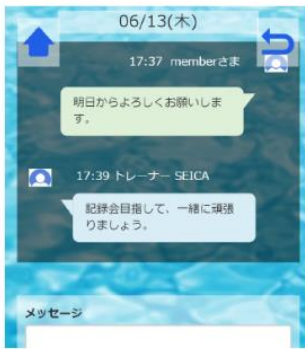 06/13(木)
17:37 memberさま
明日からよろしくお願いしま
す。
17:39 トレーナー SEICA
記録会目指して、一緒に頑張
りましょう。
メッセージ